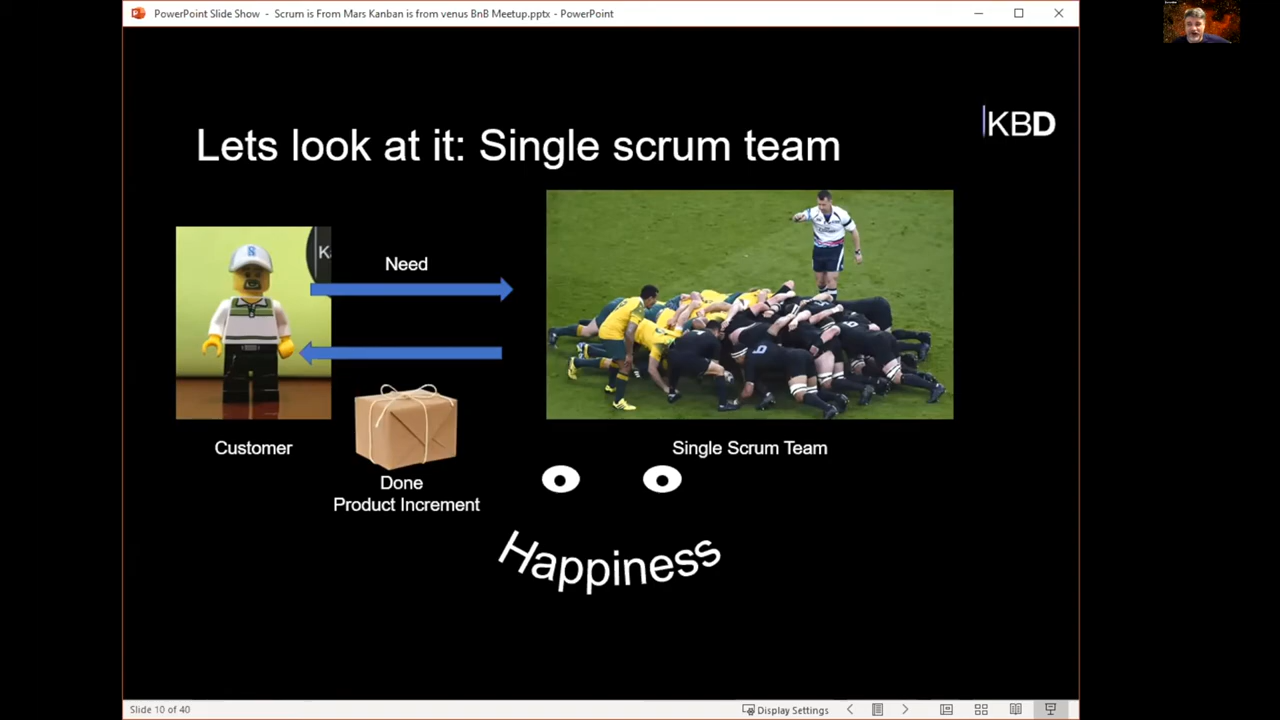 PowerPoint Slide Show - Scrum is From Mars Kanban is from venus BnB Meetup.pptx - PowerPoint
KBD
Lets look at it: Single scrum team
K
Need
6
9
Customer
Single Scrum Team
Done
Product Increment
Happiness
Slide 10 of 40
Display Settings